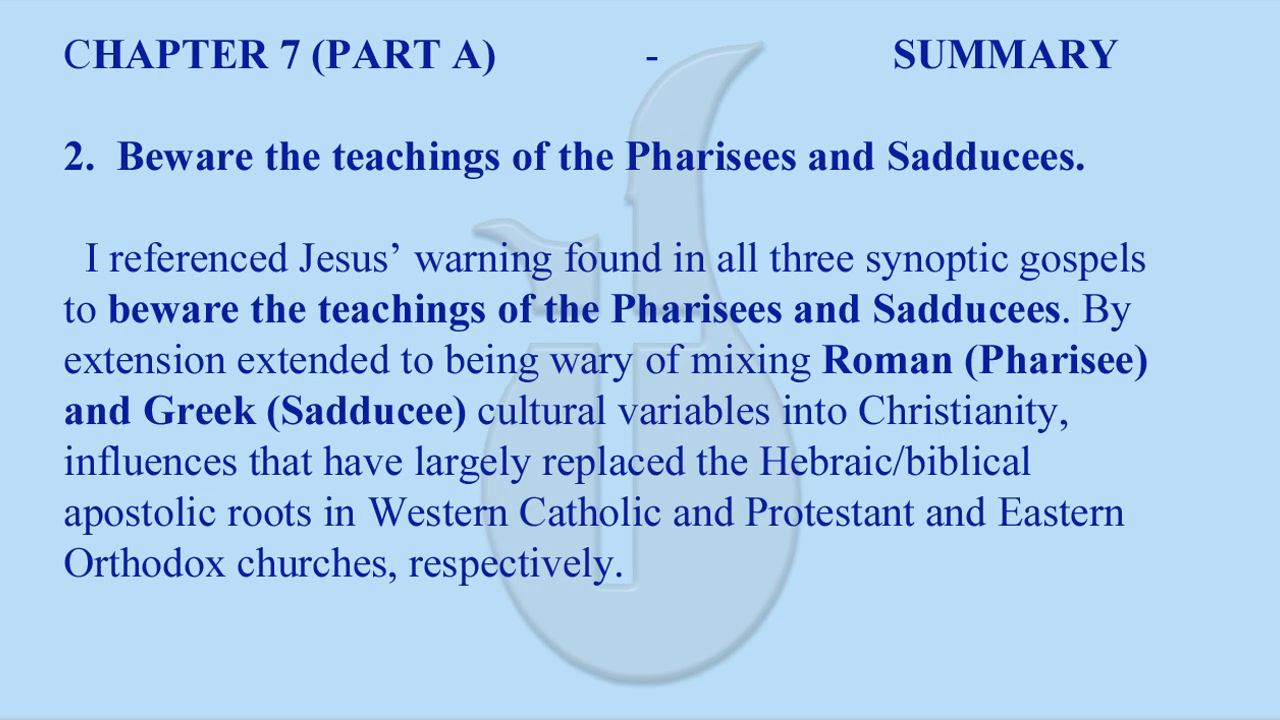 CHAPTER 7 (PART A) - SUMMARY
2. Beware the teachings of the Pharisees and Sadducees.
I referenced Jesus’ warning found in all three synoptic gospels
to beware the teachings of the Pharisees and Sadducees. By
extension extended to being wary of mixing Roman (Pharisee)
and Greek (Sadducee) cultural variables into Christianity,
influences that have largely replaced the Hebraic/biblical
apostolic roots in Western Catholic and Protestant and Eastern
Orthodox churches, respectively.